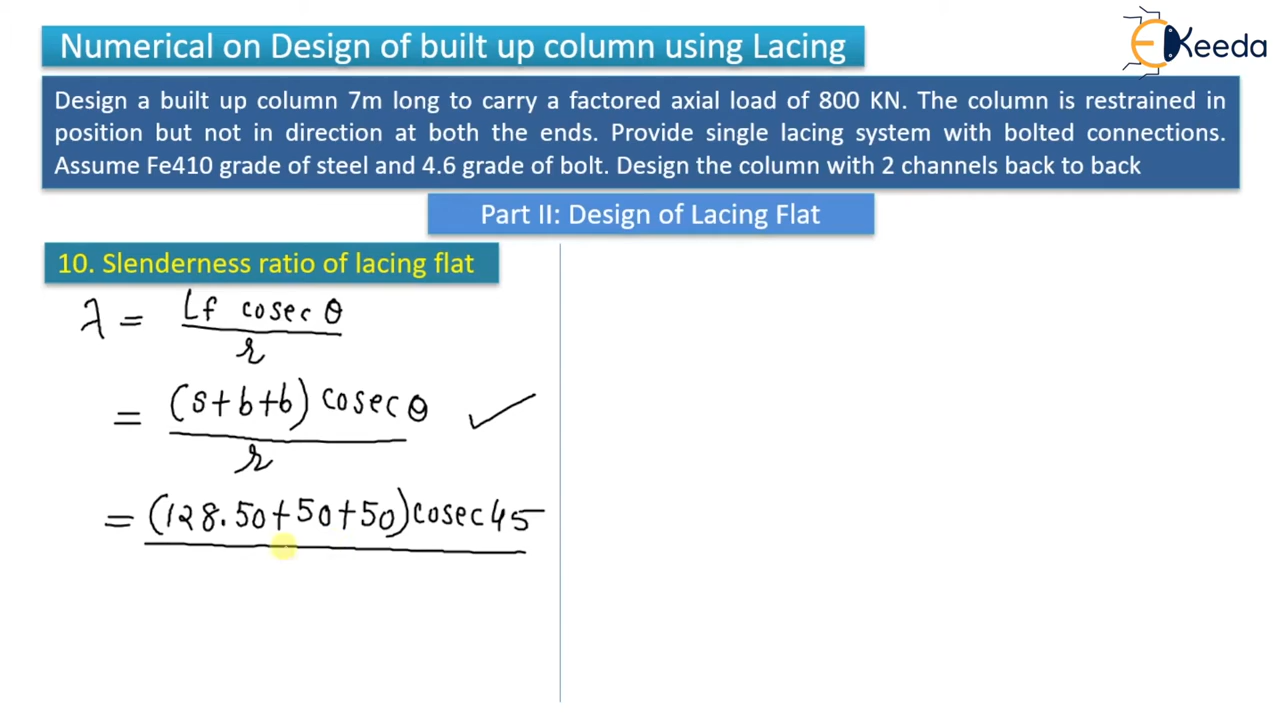 Numerical on Design of built up column using Lacing
EKeeda
Design a built up column 7m long to carry a factored axial load of 800 KN. The column is restrained in
position but not in direction at both the ends. Provide single lacing system with bolted connections.
Assume Fe410 grade of steel and 4.6 grade of bolt. Design the column with 2 channels back to back
Part II: Design of Lacing Flat
10. Slenderness ratio of lacing flat
λ = Lf cosec θ
r
= (s+b+b) cosec θ
r
= (128.50+50+50) cosec 45